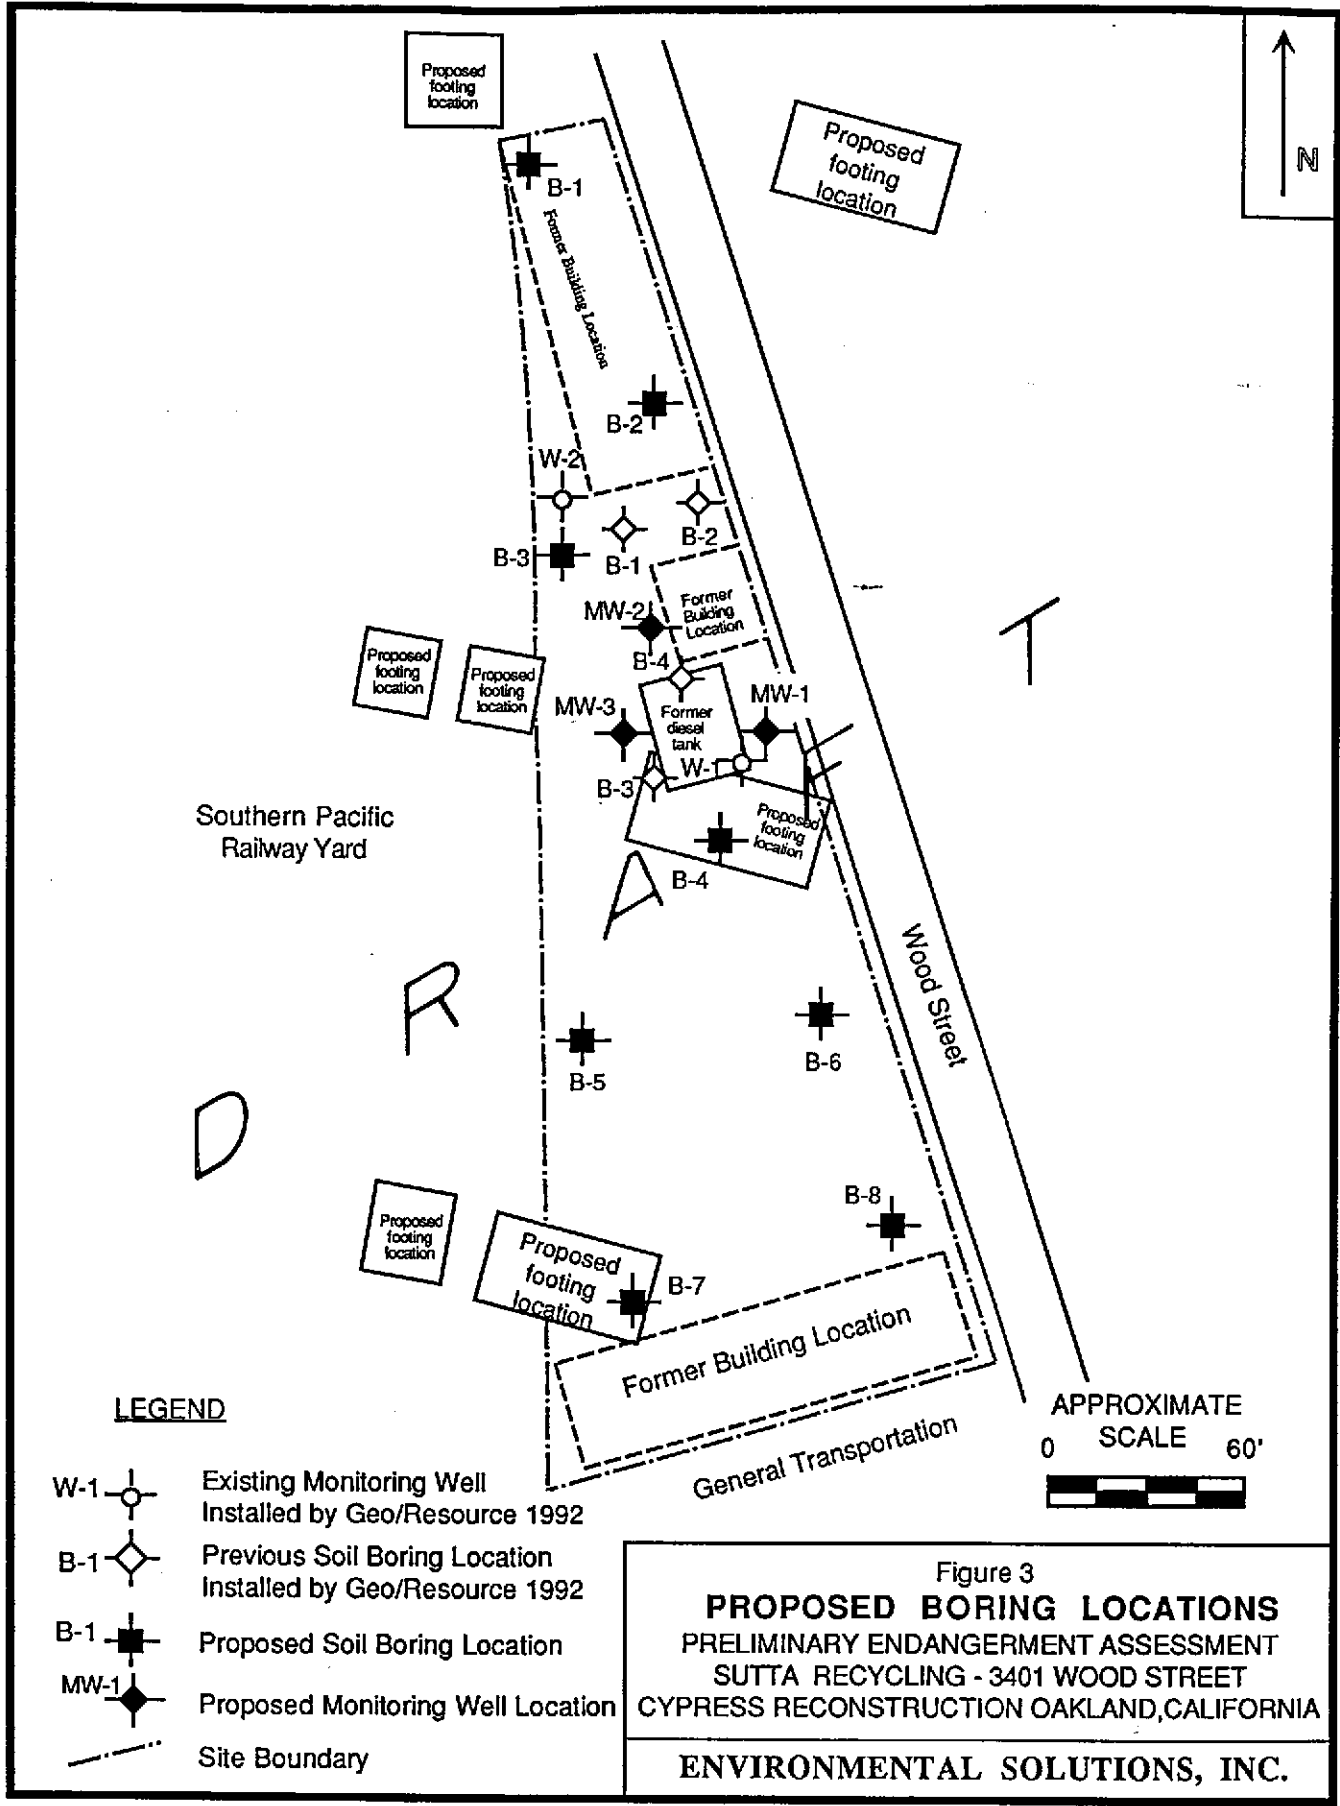 Proposed
footing
location
N
Proposed
footing
location
B-1
Former Building Location
B-2
W-2
B-2
B-3
B-1
MW-2
Former
Building
Location
B-4
Proposed
footing
location
Proposed
footing
location
MW-1
MW-3
Former
diesel
tank
W-1
B-3
Proposed
footing
location
B-4
Southern Pacific
Railway Yard
D R A F T
Wood Street
B-5
B-6
B-8
Proposed
footing
location
Proposed
footing
location
B-7
Former Building Location
General Transportation
APPROXIMATE
SCALE
0 60'
LEGEND
W-1 Existing Monitoring Well
Installed by Geo/Resource 1992
B-1 Previous Soil Boring Location
Installed by Geo/Resource 1992
B-1 Proposed Soil Boring Location
MW-1 Proposed Monitoring Well Location
Site Boundary
Figure 3
PROPOSED BORING LOCATIONS
PRELIMINARY ENDANGERMENT ASSESSMENT
SUTTA RECYCLING - 3401 WOOD STREET
CYPRESS RECONSTRUCTION OAKLAND,CALIFORNIA
ENVIRONMENTAL SOLUTIONS, INC.